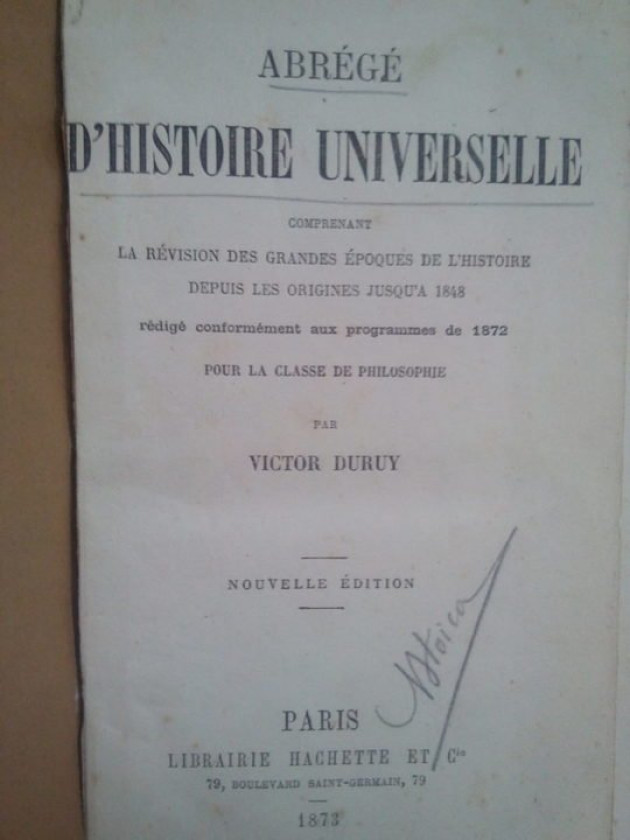 ABRÉGÉ
D'HISTOIRE UNIVERSELLE
COMPRENANT
LA RÉVISION DES GRANDES ÉPOQUES DE L'HISTOIRE
DEPUIS LES ORIGINES JUSQU'A 1848
rédigé conformément aux programmes de 1872
POUR LA CLASSE DE PHILOSOPHIE
PAR
VICTOR DURUY
NOUVELLE ÉDITION
Stoica
PARIS
LIBRAIRIE HACHETTE ET Cie
79, BOULEVARD SAINT-GERMAIN, 79
1873